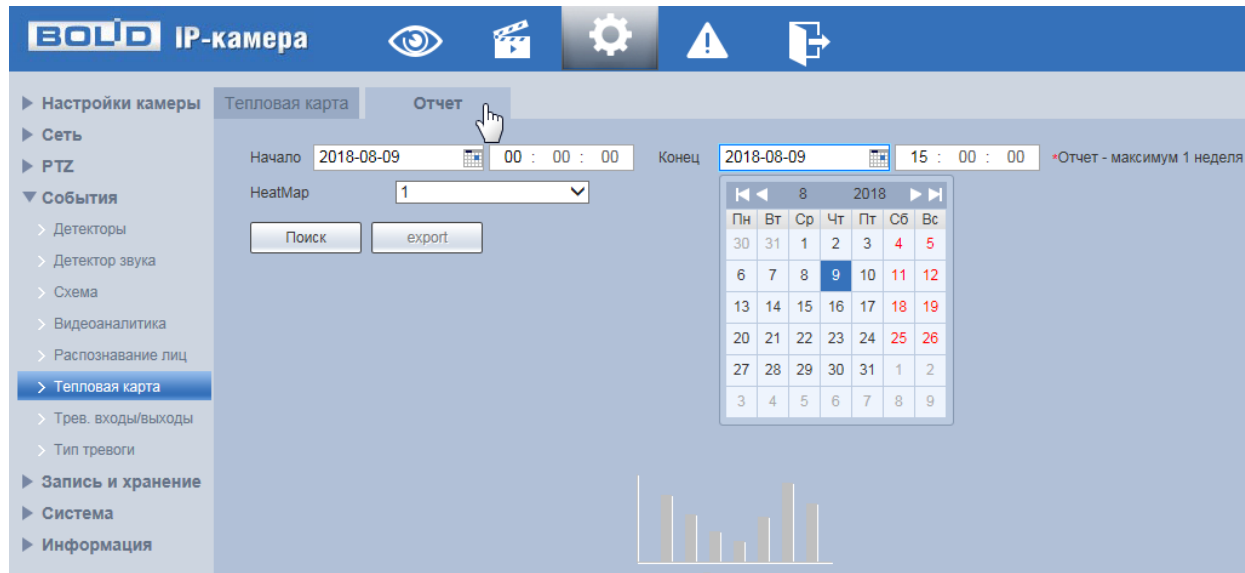 BOLID IP-камера
Настройки камеры
Сеть
PTZ
События
Детекторы
Детектор звука
Схема
Видеоаналитика
Распознавание лиц
Тепловая карта
Трев. входы/выходы
Тип тревоги
Запись и хранение
Система
Информация
Тепловая карта Отчет
Начало 2018-08-09 00 : 00 : 00 Конец 2018-08-09 15 : 00 : 00 *Отчет - максимум 1 неделя
HeatMap 1
Поиск export
8 2018
Пн Вт Ср Чт Пт Сб Вс
30 31 1 2 3 4 5
6 7 8 9 10 11 12
13 14 15 16 17 18 19
20 21 22 23 24 25 26
27 28 29 30 31 1 2
3 4 5 6 7 8 9